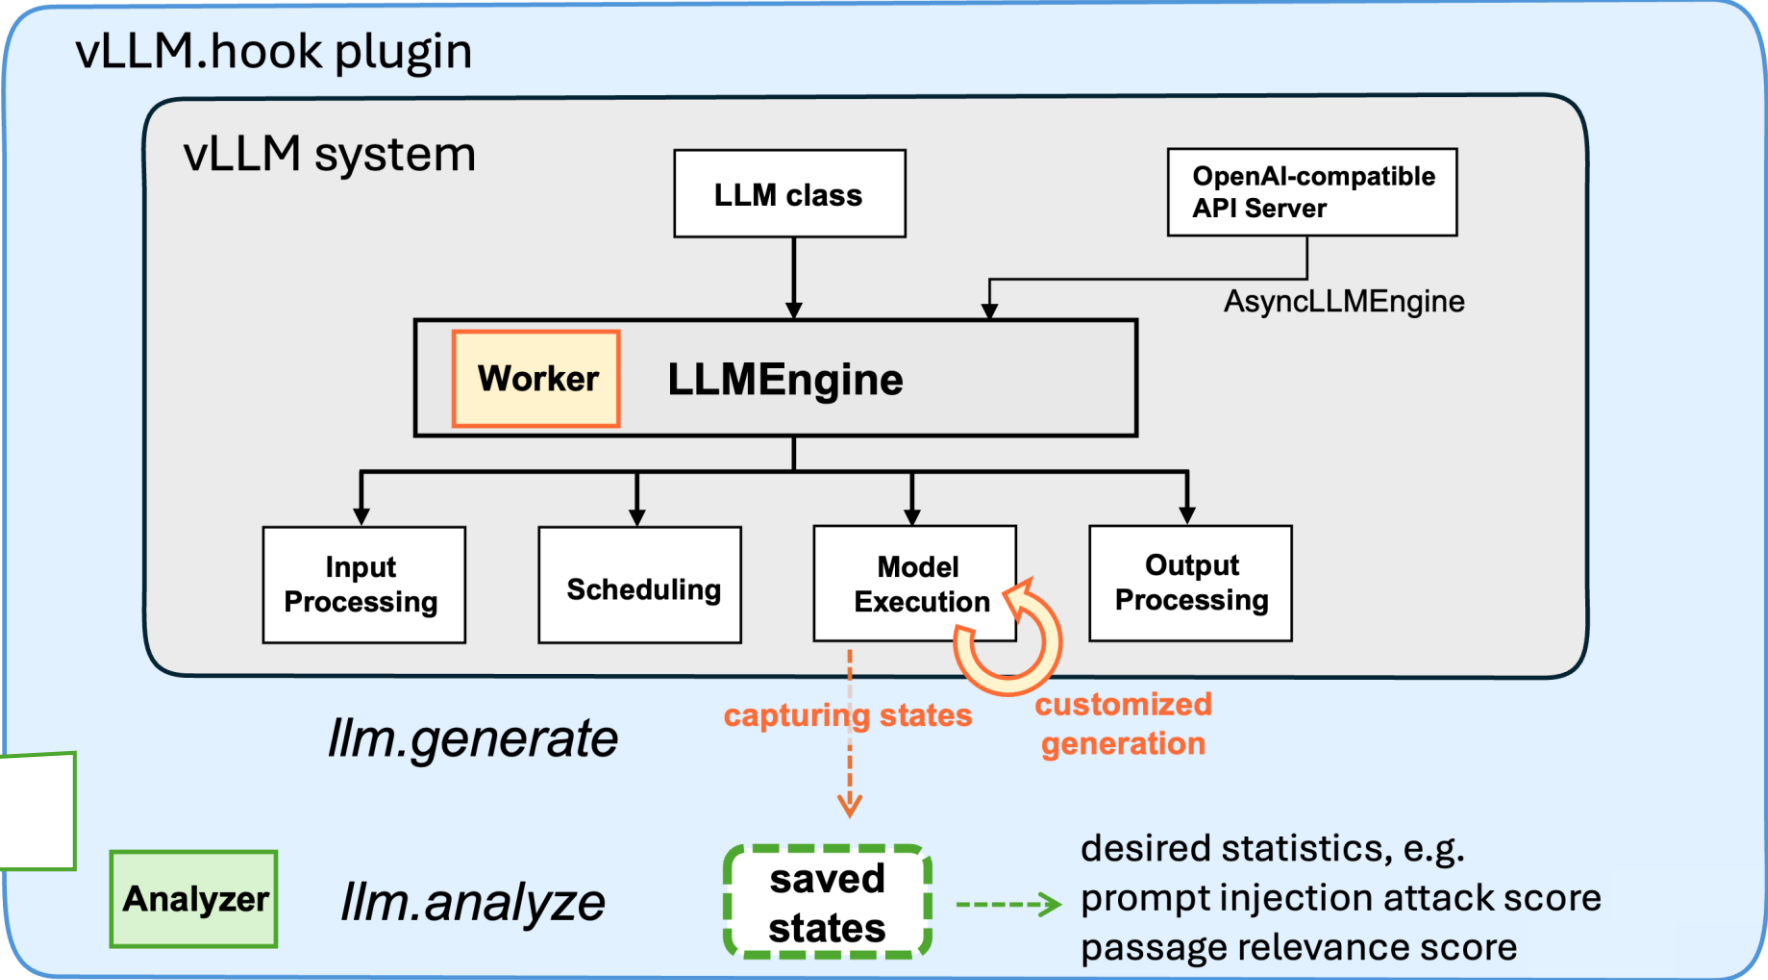 vLLM.hook plugin
vLLM system
LLM class
OpenAI-compatible
API Server
AsyncLLMEngine
Worker
LLMEngine
Input
Processing
Scheduling
Model
Execution
Output
Processing
capturing states
customized
generation
llm.generate
Analyzer
llm.analyze
saved
states
desired statistics, e.g.
prompt injection attack score
passage relevance score